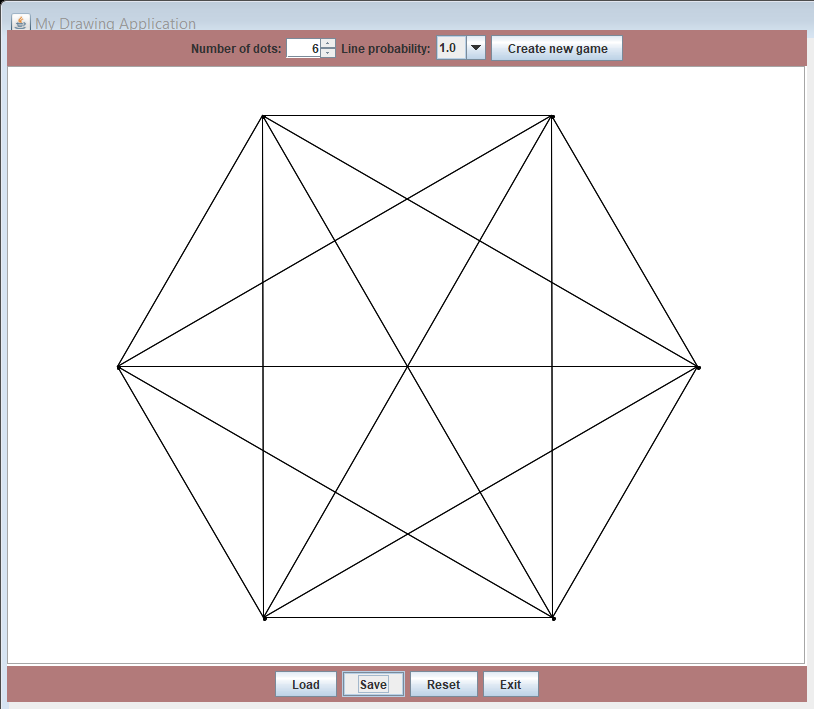 My Drawing Application
Number of dots: 6 Line probability: 1.0 Create new game
Load Save Reset Exit